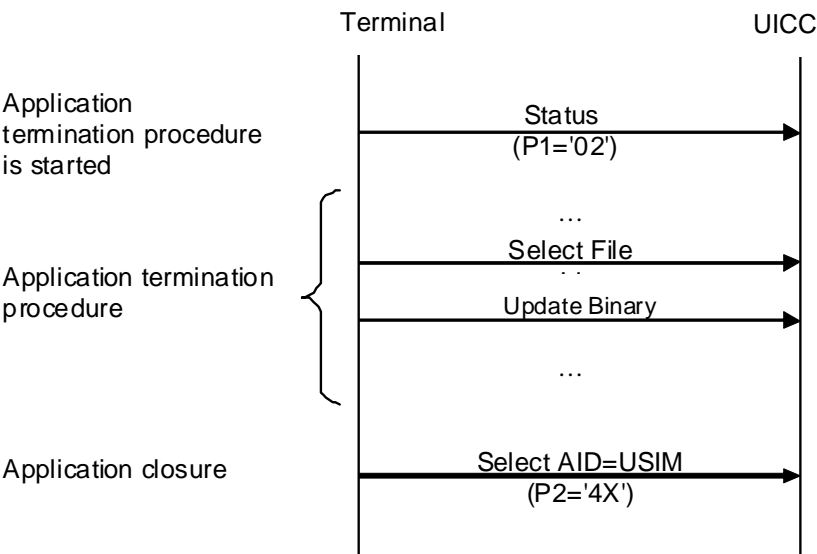 Terminal
UICC
Application
termination procedure
is started
Status
(P1='02')
...
Select File
. .
Application termination
procedure
Update Binary
...
Application closure
Select AID=USIM
(P2='4X')